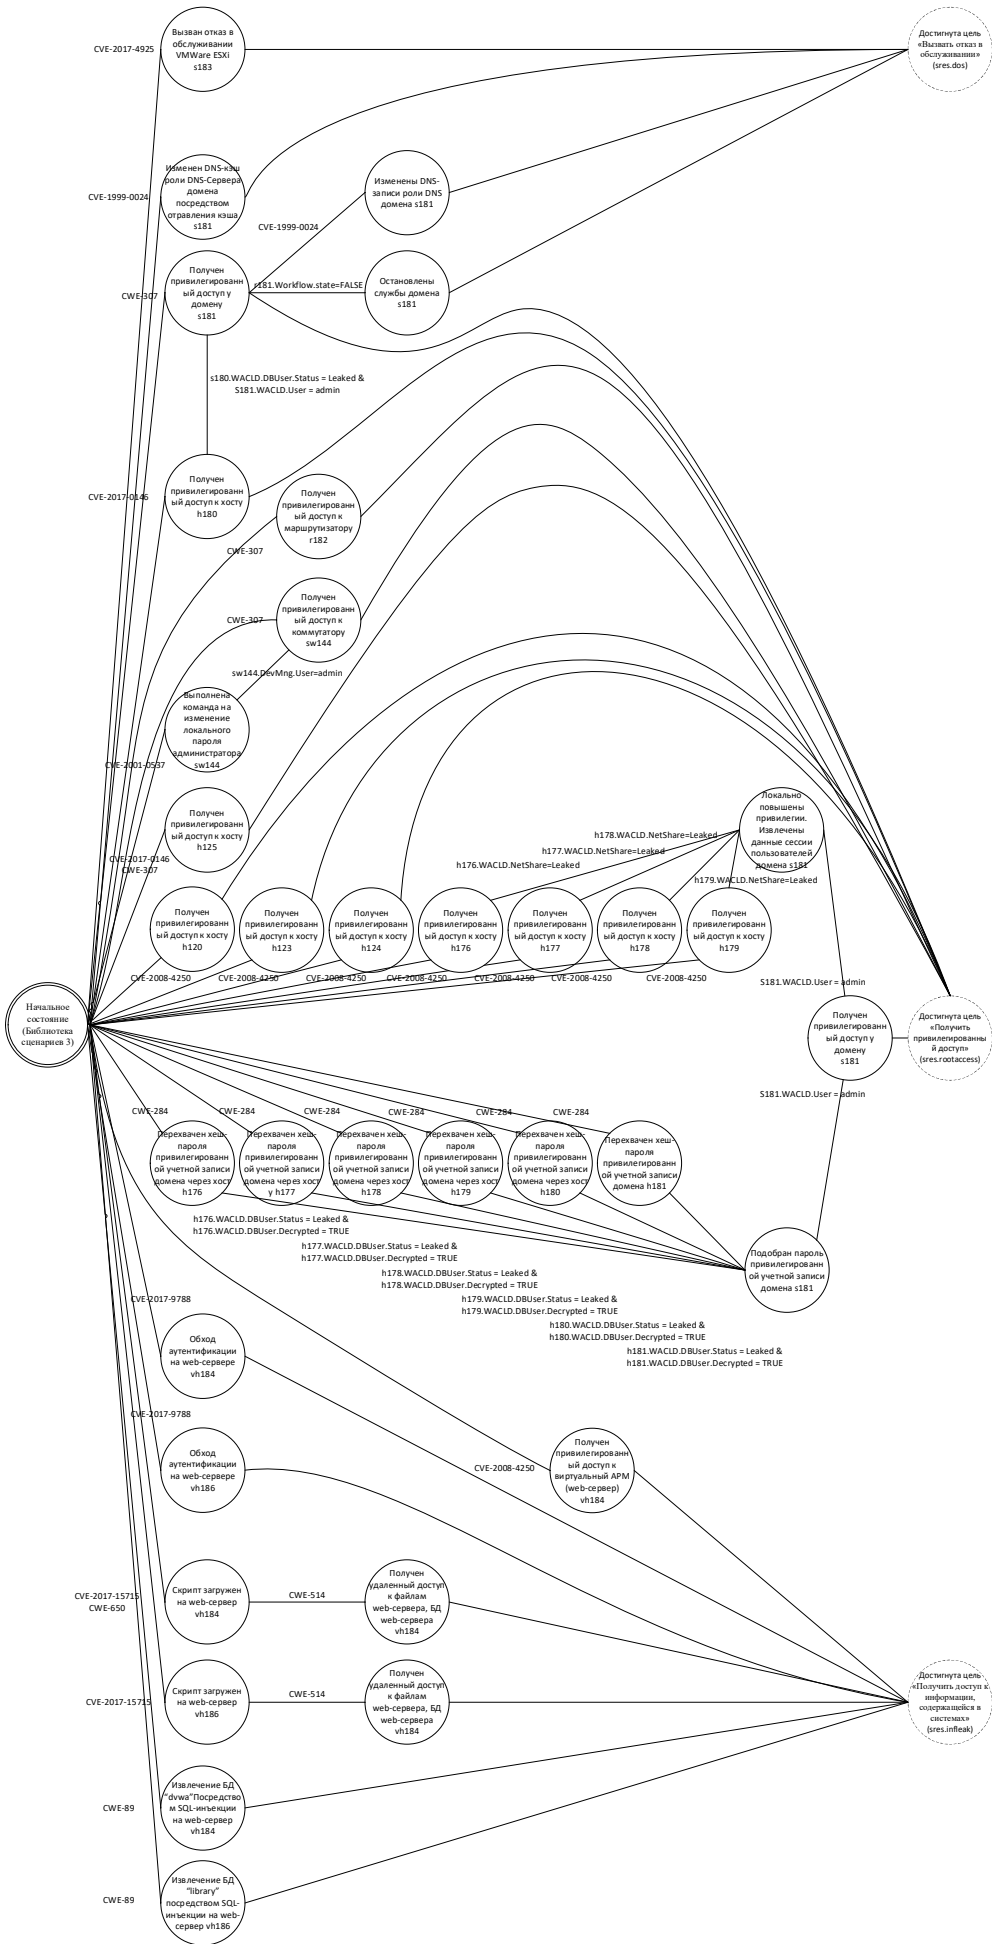 CVE-2017-4925
Вызван отказ в
обслуживании
VMWare ESXi
s183
Достигнута цель
«Вызвать отказ в
обслуживании»
(sres.dos)
CVE-1999-0024
Изменен DNS-кэш
роли DNS-Сервера
домена
посредством
отравления кэша
s181
CVE-1999-0024
Изменены DNS-
записи роли DNS
домена s181
CWE-307
Получен
привилегированн
ый доступ у
домену
s181
r181.Workflow.state=FALSE
Остановлены
службы домена
s181
s180.WACLD.DBUser.Status = Leaked &
S181.WACLD.User = admin
CVE-2017-0146
Получен
привилегированн
ый доступ к хосту
h180
Получен
привилегированн
ый доступ к
маршрутизатору
r182
CWE-307
CWE-307
Получен
привилегированн
ый доступ к
коммутатору
sw144
sw144.DevMng.User=admin
Выполнена
команда на
изменение
локального
пароля
администратора
sw144
CVE-2001-0537
Получен
привилегированн
ый доступ к хосту
h125
CVE-2017-0146
CWE-307
Локально
повышены
привилегии.
Извлечены
данные сессии
пользователей
домена s181
h178.WACLD.NetShare=Leaked
h177.WACLD.NetShare=Leaked
h176.WACLD.NetShare=Leaked
h179.WACLD.NetShare=Leaked
Получен
привилегированн
ый доступ к хосту
h120
Получен
привилегированн
ый доступ к хосту
h123
Получен
привилегированн
ый доступ к хосту
h124
Получен
привилегированн
ый доступ к хосту
h176
Получен
привилегированн
ый доступ к хосту
h177
Получен
привилегированн
ый доступ к хосту
h178
Получен
привилегированн
ый доступ к хосту
h179
CVE-2008-4250
CVE-2008-4250
CVE-2008-4250
CVE-2008-4250
CVE-2008-4250
CVE-2008-4250
CVE-2008-4250
S181.WACLD.User = admin
Начальное
состояние
(Библиотека
сценариев 3)
Получен
привилегированн
ый доступ у
домену
s181
Достигнута цель
«Получить
привилегированны
й доступ»
(sres.rootaccess)
S181.WACLD.User = admin
CWE-284
CWE-284
CWE-284
CWE-284
CWE-284
CWE-284
Перехвачен хеш-
пароля
привилегированн
ой учетной записи
домена через хост
h176
Перехвачен хеш-
пароля
привилегированн
ой учетной записи
домена через хост
у h177
Перехвачен хеш-
пароля
привилегированн
ой учетной записи
домена через хост
h178
Перехвачен хеш-
пароля
привилегированн
ой учетной записи
домена через хост
h179
Перехвачен хеш-
пароля
привилегированн
ой учетной записи
домена через хост
h180
Перехвачен хеш-
пароля
привилегированн
ой учетной записи
домена h181
h176.WACLD.DBUser.Status = Leaked &
h176.WACLD.DBUser.Decrypted = TRUE
h177.WACLD.DBUser.Status = Leaked &
h177.WACLD.DBUser.Decrypted = TRUE
h178.WACLD.DBUser.Status = Leaked &
h178.WACLD.DBUser.Decrypted = TRUE
h179.WACLD.DBUser.Status = Leaked &
h179.WACLD.DBUser.Decrypted = TRUE
h180.WACLD.DBUser.Status = Leaked &
h180.WACLD.DBUser.Decrypted = TRUE
h181.WACLD.DBUser.Status = Leaked &
h181.WACLD.DBUser.Decrypted = TRUE
Подобран пароль
привилегированн
ой учетной записи
домена s181
CVE-2017-9788
Обход
аутентификации
на web-сервере
vh184
CVE-2017-9788
Обход
аутентификации
на web-сервере
vh186
CVE-2008-4250
Получен
привилегированн
ый доступ к
виртуальный АРМ
(web-сервер)
vh184
CVE-2017-15715
CWE-650
Скрипт загружен
на web-сервер
vh184
CWE-514
Получен
удаленный доступ
к файлам
web-сервера, БД
web-сервера
vh184
CVE-2017-15715
Скрипт загружен
на web-сервер
vh186
CWE-514
Получен
удаленный доступ
к файлам
web-сервера, БД
web-сервера
vh184
Достигнута цель
«Получить доступ к
информации,
содержащейся в
системах»
(sres.infleak)
CWE-89
Извлечение БД
“dvwa”Посредство
м SQL-инъекции
на web-сервер
vh184
CWE-89
Извлечение БД
“library”
посредством SQL-
инъекции на web-
сервер vh186